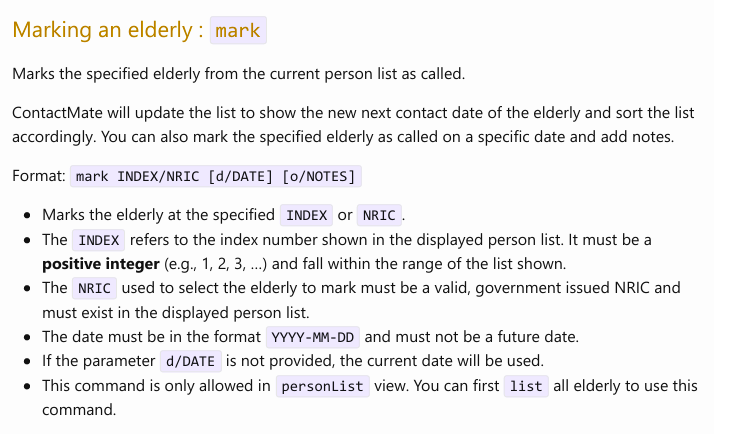 Marking an elderly : mark
Marks the specified elderly from the current person list as called.
ContactMate will update the list to show the new next contact date of the elderly and sort the list
accordingly. You can also mark the specified elderly as called on a specific date and add notes.
Format: mark INDEX/NRIC [d/DATE] [o/NOTES]
• Marks the elderly at the specified INDEX or NRIC.
• The INDEX refers to the index number shown in the displayed person list. It must be a
positive integer (e.g., 1, 2, 3, …) and fall within the range of the list shown.
• The NRIC used to select the elderly to mark must be a valid, government issued NRIC and
must exist in the displayed person list.
• The date must be in the format YYYY-MM-DD and must not be a future date.
• If the parameter d/DATE is not provided, the current date will be used.
• This command is only allowed in personList view. You can first list all elderly to use this
command.